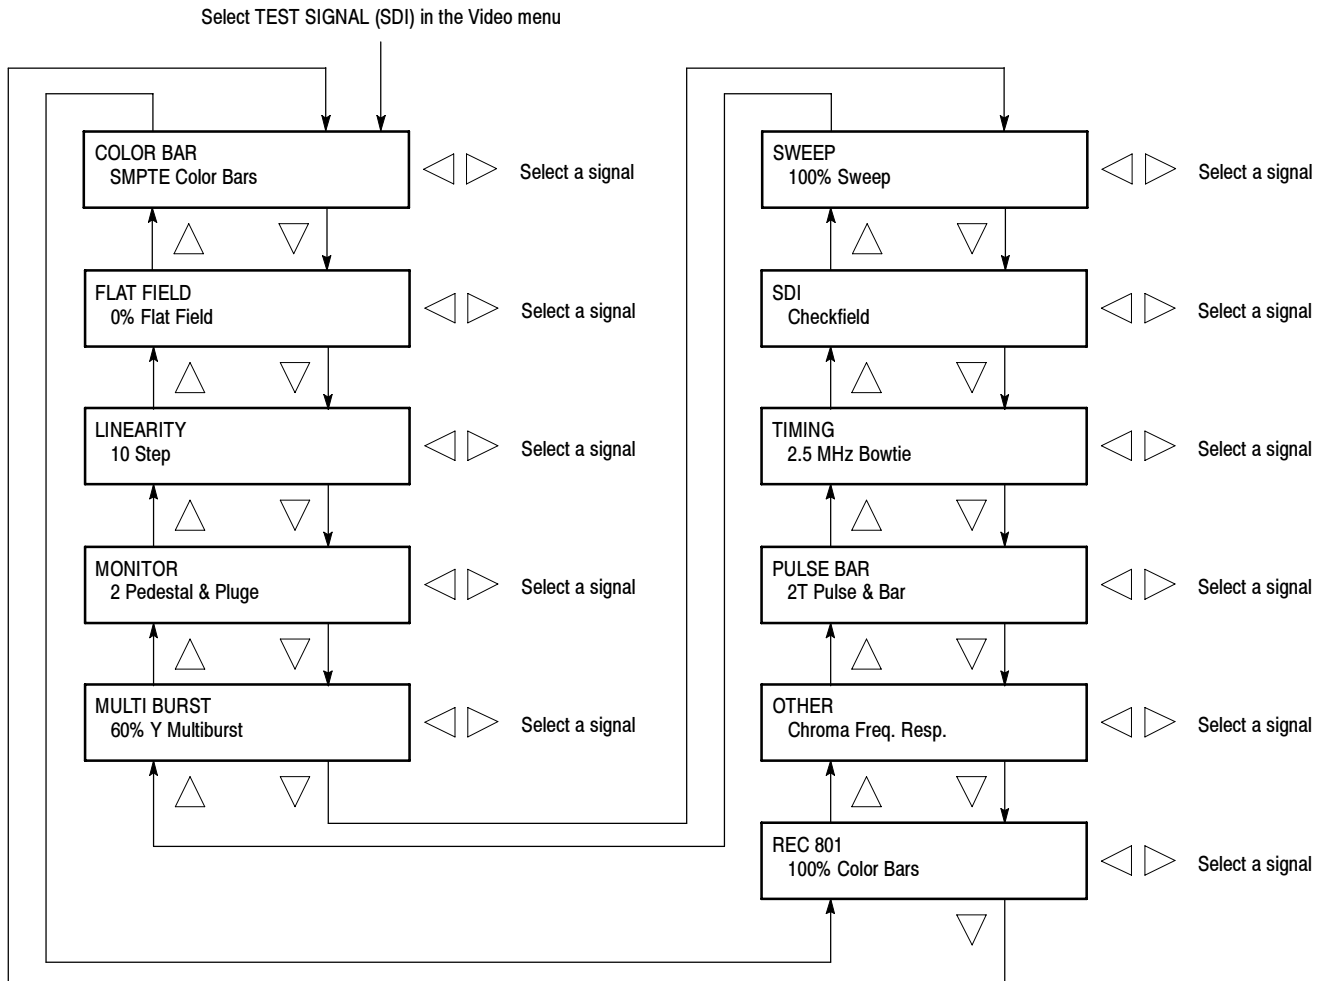 Select TEST SIGNAL (SDI) in the Video menu
COLOR BAR
SMPTE Color Bars
Select a signal
FLAT FIELD
0% Flat Field
Select a signal
LINEARITY
10 Step
Select a signal
MONITOR
2 Pedestal & Pluge
Select a signal
MULTI BURST
60% Y Multiburst
Select a signal
SWEEP
100% Sweep
Select a signal
SDI
Checkfield
Select a signal
TIMING
2.5 MHz Bowtie
Select a signal
PULSE BAR
2T Pulse & Bar
Select a signal
OTHER
Chroma Freq. Resp.
Select a signal
REC 801
100% Color Bars
Select a signal